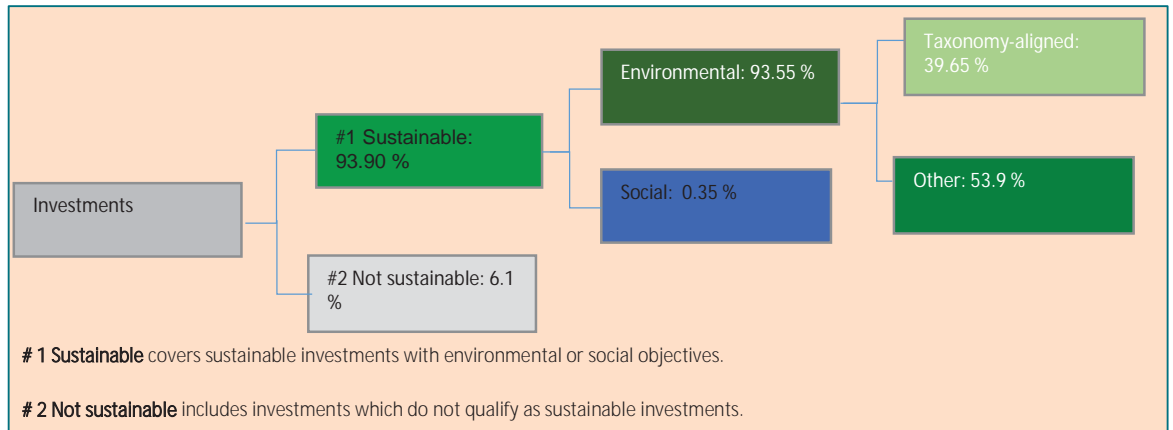 Taxonomy-aligned:
39.65 %
Environmental: 93.55 %
#1 Sustainable:
93.90 %
Other: 53.9 %
Social: 0.35 %
Investments
#2 Not sustainable: 6.1
%
# 1 Sustainable covers sustainable investments with environmental or social objectives.
# 2 Not sustainable includes investments which do not qualify as sustainable investments.